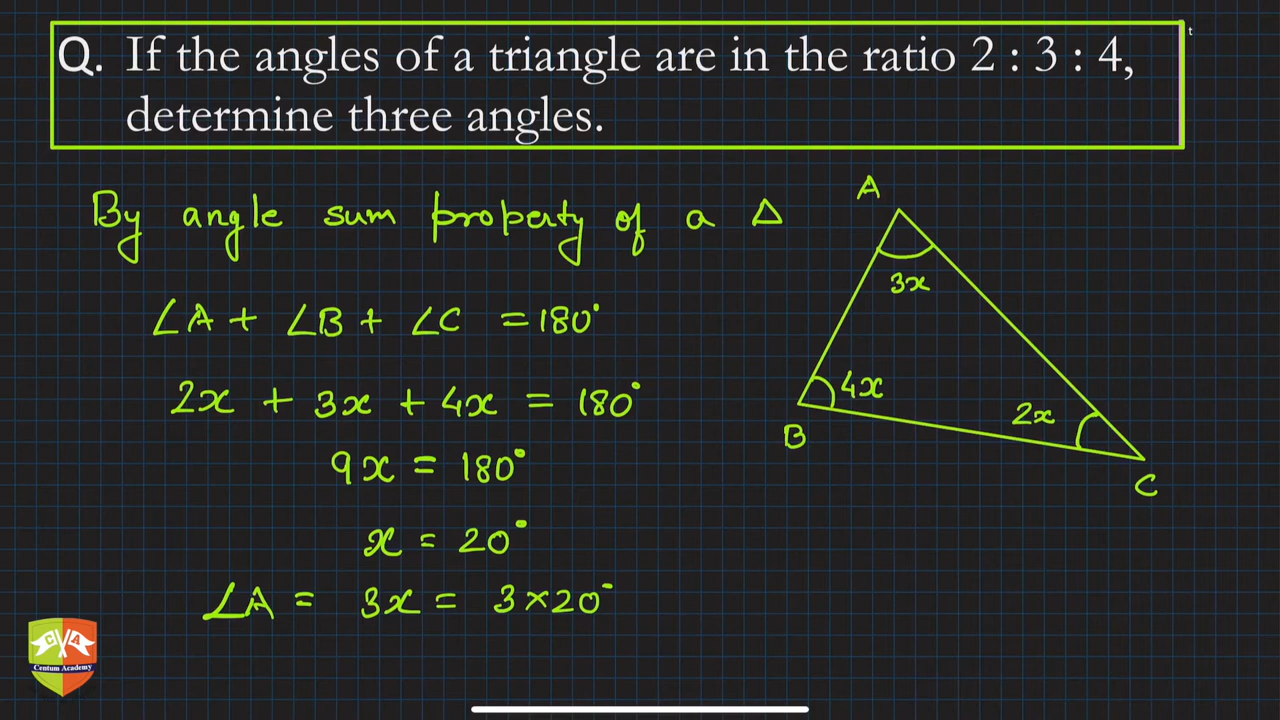 Q. If the angles of a triangle are in the ratio 2 : 3 : 4,
determine three angles.
t
By angle sum property of a Δ
∠A + ∠B + ∠C = 180°
2x + 3x + 4x = 180°
9x = 180°
x = 20°
∠A = 3x = 3×20°
A
3x
4x
2x
B
C
C A
Centum Academy